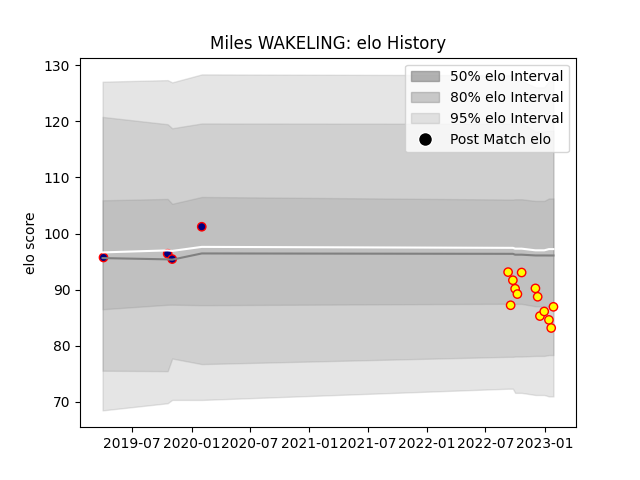 Miles WAKELING: elo History
130
120
110
100
90
80
70
elo score
50% elo Interval
80% elo Interval
95% elo Interval
Post Match elo
2019-07
2020-01
2020-07
2021-01
2021-07
2022-01
2022-07
2023-01